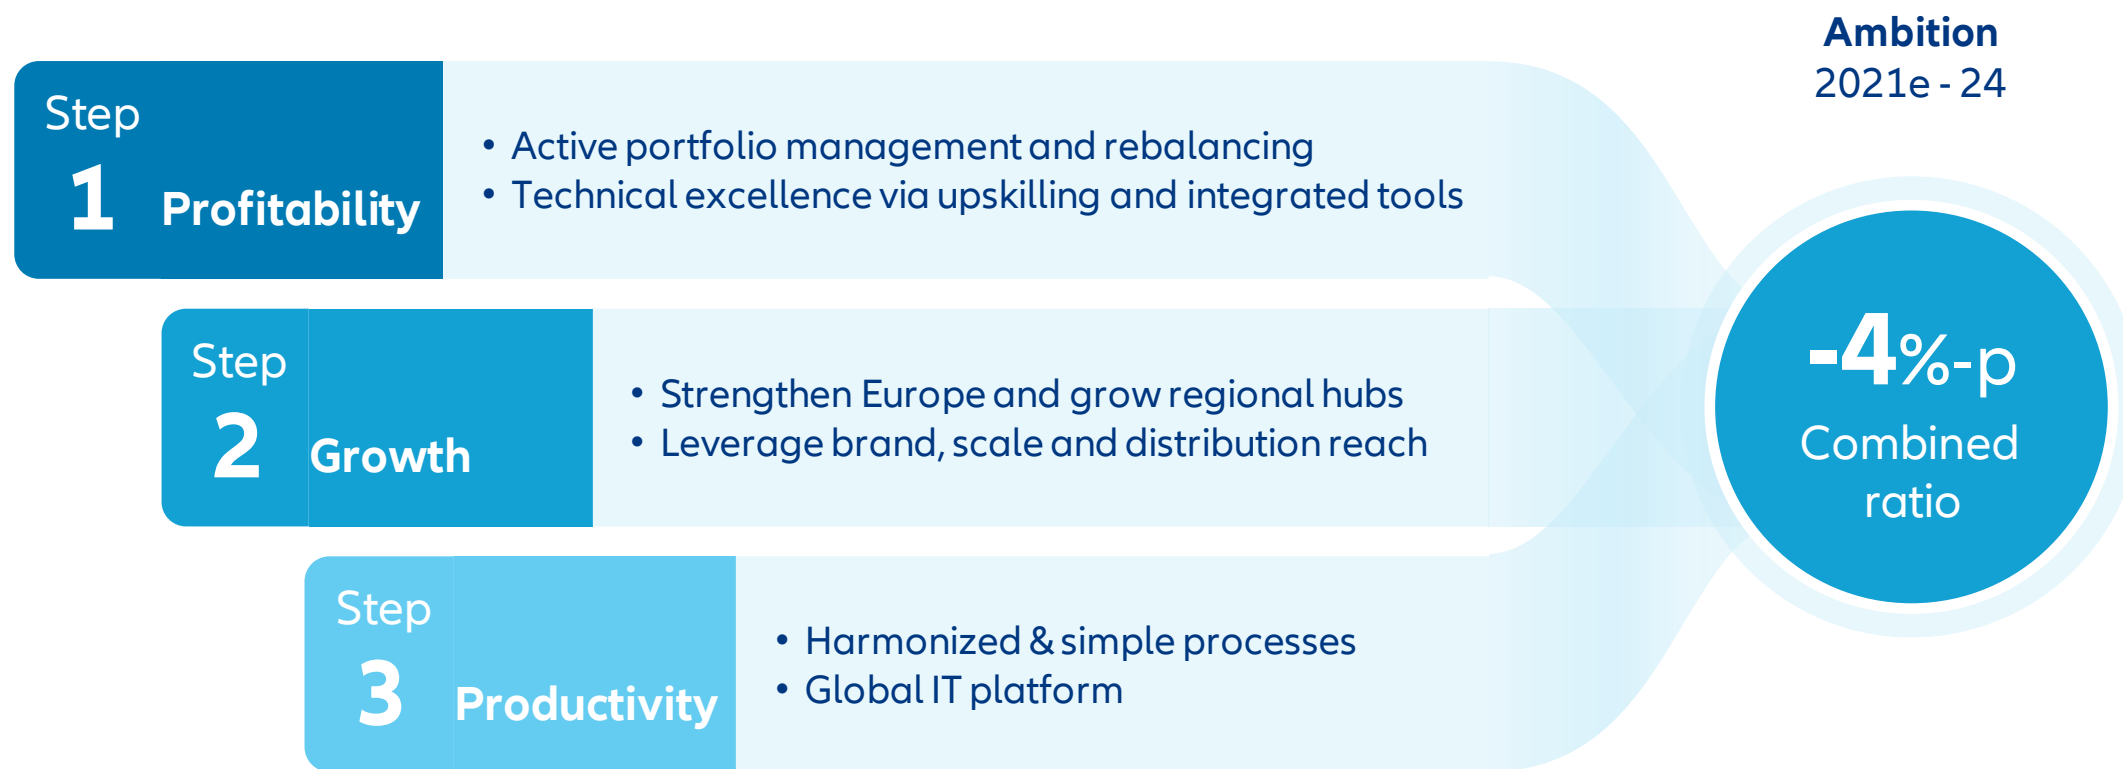 Ambition
2021e - 24
Step
1 Profitability
• Active portfolio management and rebalancing
• Technical excellence via upskilling and integrated tools
Step
2 Growth
• Strengthen Europe and grow regional hubs
• Leverage brand, scale and distribution reach
Step
3 Productivity
• Harmonized & simple processes
• Global IT platform
-4%-p
Combined
ratio